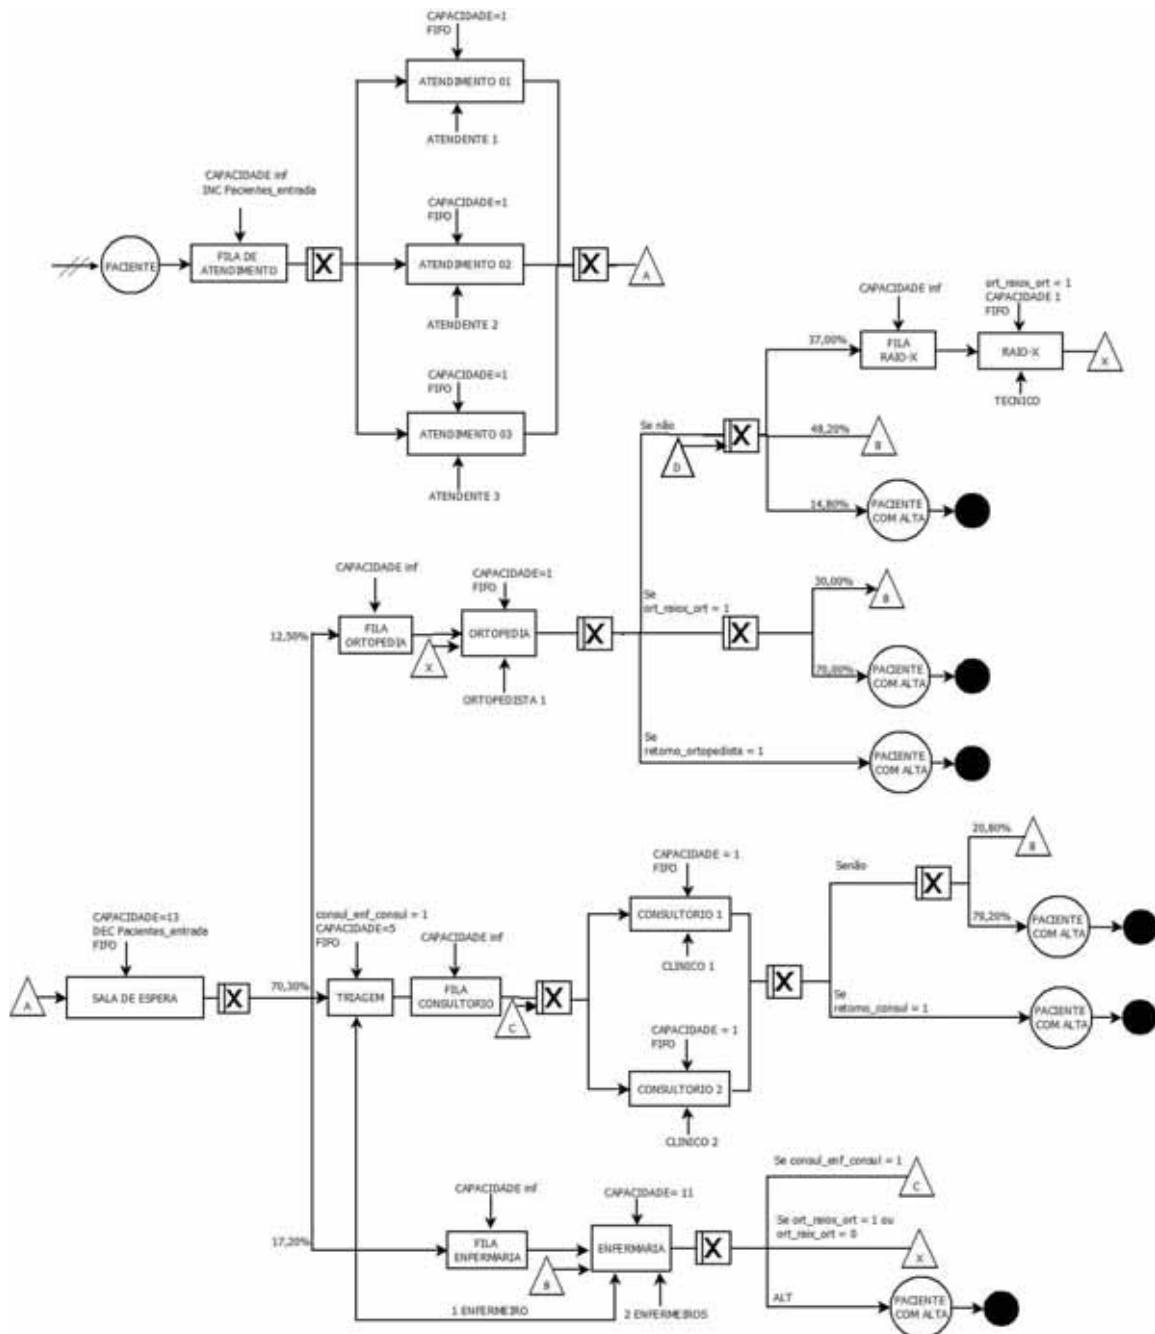 CAPACIDADE=1
FIFO
ATENDIMENTO 01
ATENDENTE 1
CAPACIDADE inf
INC Pacientes_entrada
PACIENTE
FILA DE
ATENDIMENTO
X
CAPACIDADE=1
FIFO
ATENDIMENTO 02
ATENDENTE 2
X
A
CAPACIDADE=1
FIFO
ATENDIMENTO 03
ATENDENTE 3
CAPACIDADE inf
ort_raiox_ort = 1
CAPACIDADE 1
FIFO
37,00%
FILA
RAIO-X
RAIO-X
X
TECNICO
Se não
D
X
48,20%
B
14,80%
PACIENTE
COM ALTA
CAPACIDADE inf
CAPACIDADE=1
FIFO
12,50%
FILA
ORTOPEDIA
X
ORTOPEDIA
ORTOPEDISTA 1
X
Se
ort_raiox_ort = 1
X
30,00%
B
70,00%
PACIENTE
COM ALTA
Se
retorno_ortopedista = 1
PACIENTE
COM ALTA
CAPACIDADE=13
DEC Pacientes_entrada
FIFO
A
SALA DE ESPERA
X
70,30%
consul_enf_consul = 1
CAPACIDADE=5
FIFO
TRIAGEM
CAPACIDADE inf
FILA
CONSULTORIO
C
X
CAPACIDADE = 1
FIFO
CONSULTORIO 1
CLINICO 1
CAPACIDADE = 1
FIFO
CONSULTORIO 2
CLINICO 2
X
Senão
X
20,80%
B
79,20%
PACIENTE
COM ALTA
Se
retorno_consul = 1
PACIENTE
COM ALTA
17,20%
CAPACIDADE inf
FILA
ENFERMARIA
B
CAPACIDADE= 11
ENFERMARIA
1 ENFERMEIRO
2 ENFERMEIROS
X
Se consul_enf_consul = 1
C
Se ort_raiox_ort = 1 ou
ort_raix_ort = 0
X
ALT
PACIENTE
COM ALTA